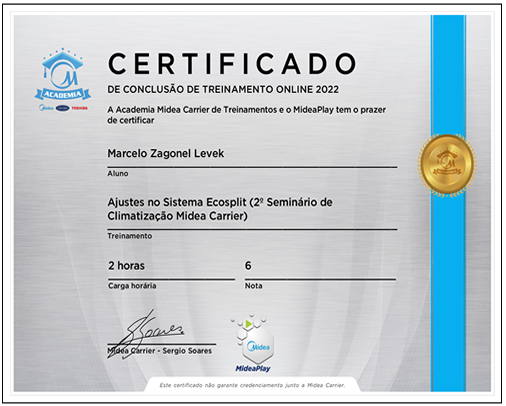 CERTIFICADO
DE CONCLUSÃO DE TREINAMENTO ONLINE 2022
A Academia Midea Carrier de Treinamentos e o MideaPlay tem o prazer
de certificar
ACADEMIA
Midea Carrier TOSHIBA
Marcelo Zagonel Levek
Aluno
Ajustes no Sistema Ecosplit (2º Seminário de
Climatização Midea Carrier)
Treinamento
2 horas 6
Carga horária Nota
Soares
Midea Carrier - Sergio Soares
Midea
MideaPlay
Este certificado não garante credenciamento junto a Midea Carrier.